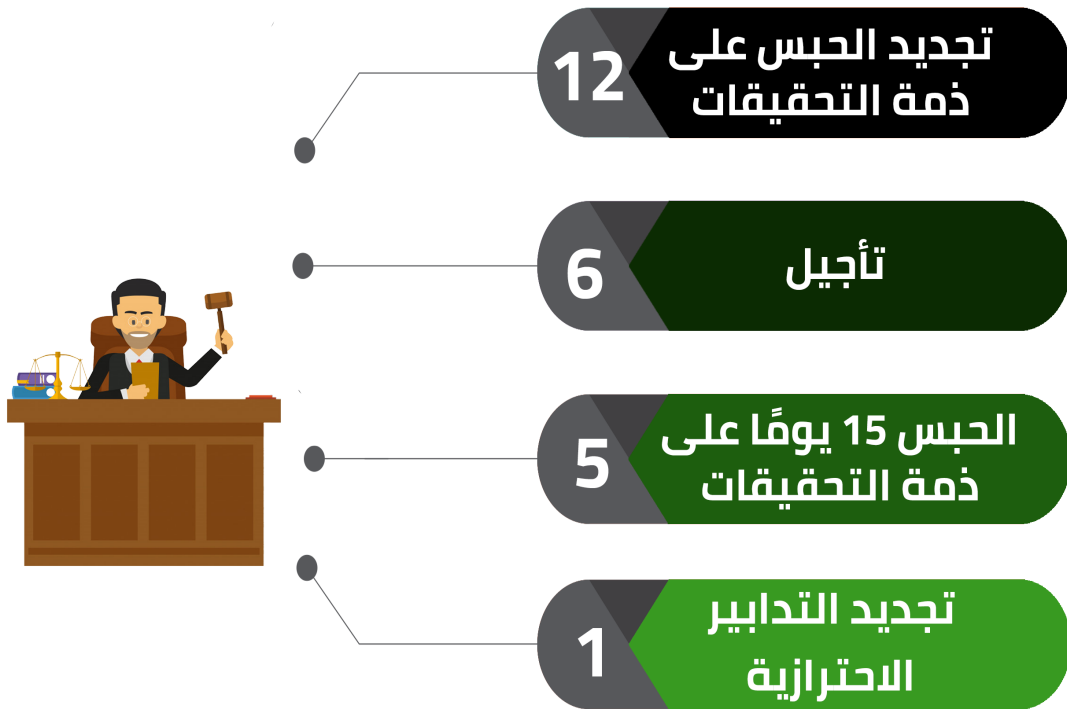 12
تجديد الحبس على
ذمة التحقيقات
6
تأجيل
5
الحبس 15 يومًا على
ذمة التحقيقات
1
تجديد التدابير
الاحترازية